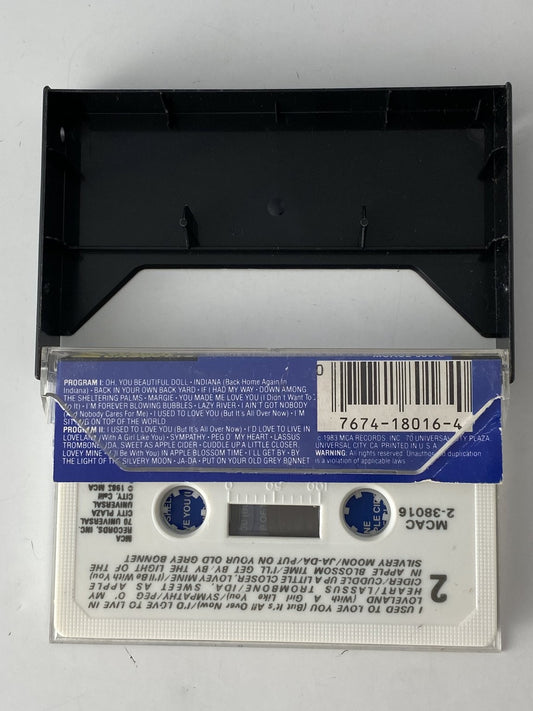 PROGRAM I: OH, YOU BEAUTIFUL DOLL · INDIANA (Back Home Again In
Indiana) · BACK IN YOUR OWN BACK YARD · IF I HAD MY WAY · DOWN AMONG
THE SHELTERING PALMS · MARGIE · YOU MADE ME LOVE YOU (I Didn't Want To
Do It) · I'M FOREVER BLOWING BUBBLES · LAZY RIVER · I AIN'T GOT NOBODY
(And Nobody Cares For Me) · I USED TO LOVE YOU (But It's All Over Now) · I'M
SITTING ON TOP OF THE WORLD
PROGRAM II: I USED TO LOVE YOU (But It's All Over Now) · I'D LOVE TO LIVE IN
LOVELAND (With A Girl Like You) · SYMPATHY · PEG O' MY HEART · LASSUS
TROMBONE · IDA, SWEET AS APPLE CIDER · CUDDLE UP A LITTLE CLOSER,
LOVEY MINE · (I'll Be With You) IN APPLE BLOSSOM TIME · I'LL GET BY · BY
THE LIGHT OF THE SILVERY MOON · JA-DA · PUT ON YOUR OLD GREY BONNET
0
7674-18016-4
© 1983 MCA RECORDS, INC. 70 UNIVERSAL CITY PLAZA,
UNIVERSAL CITY, CA. PRINTED IN U.S.A.
WARNING: All rights reserved. Unauthorized duplication
is a violation of applicable laws.
100 50 0
MCAC
2-38016
© 1983 MCA
RECORDS, INC.
70 UNIVERSAL
CITY PLAZA
UNIVERSAL
CITY, Calif.
2
I USED TO LOVE YOU (But It's All Over Now)/I'D LOVE TO LIVE IN
LOVELAND (With A Girl Like You)/SYMPATHY/PEG O' MY
HEART/LASSUS TROMBONE/IDA, SWEET AS APPLE
CIDER/CUDDLE UP A LITTLE CLOSER, LOVEY MINE/(I'll Be With You)
IN APPLE BLOSSOM TIME/I'LL GET BY/BY THE LIGHT OF THE
SILVERY MOON/JA-DA/PUT ON YOUR OLD GREY BONNET